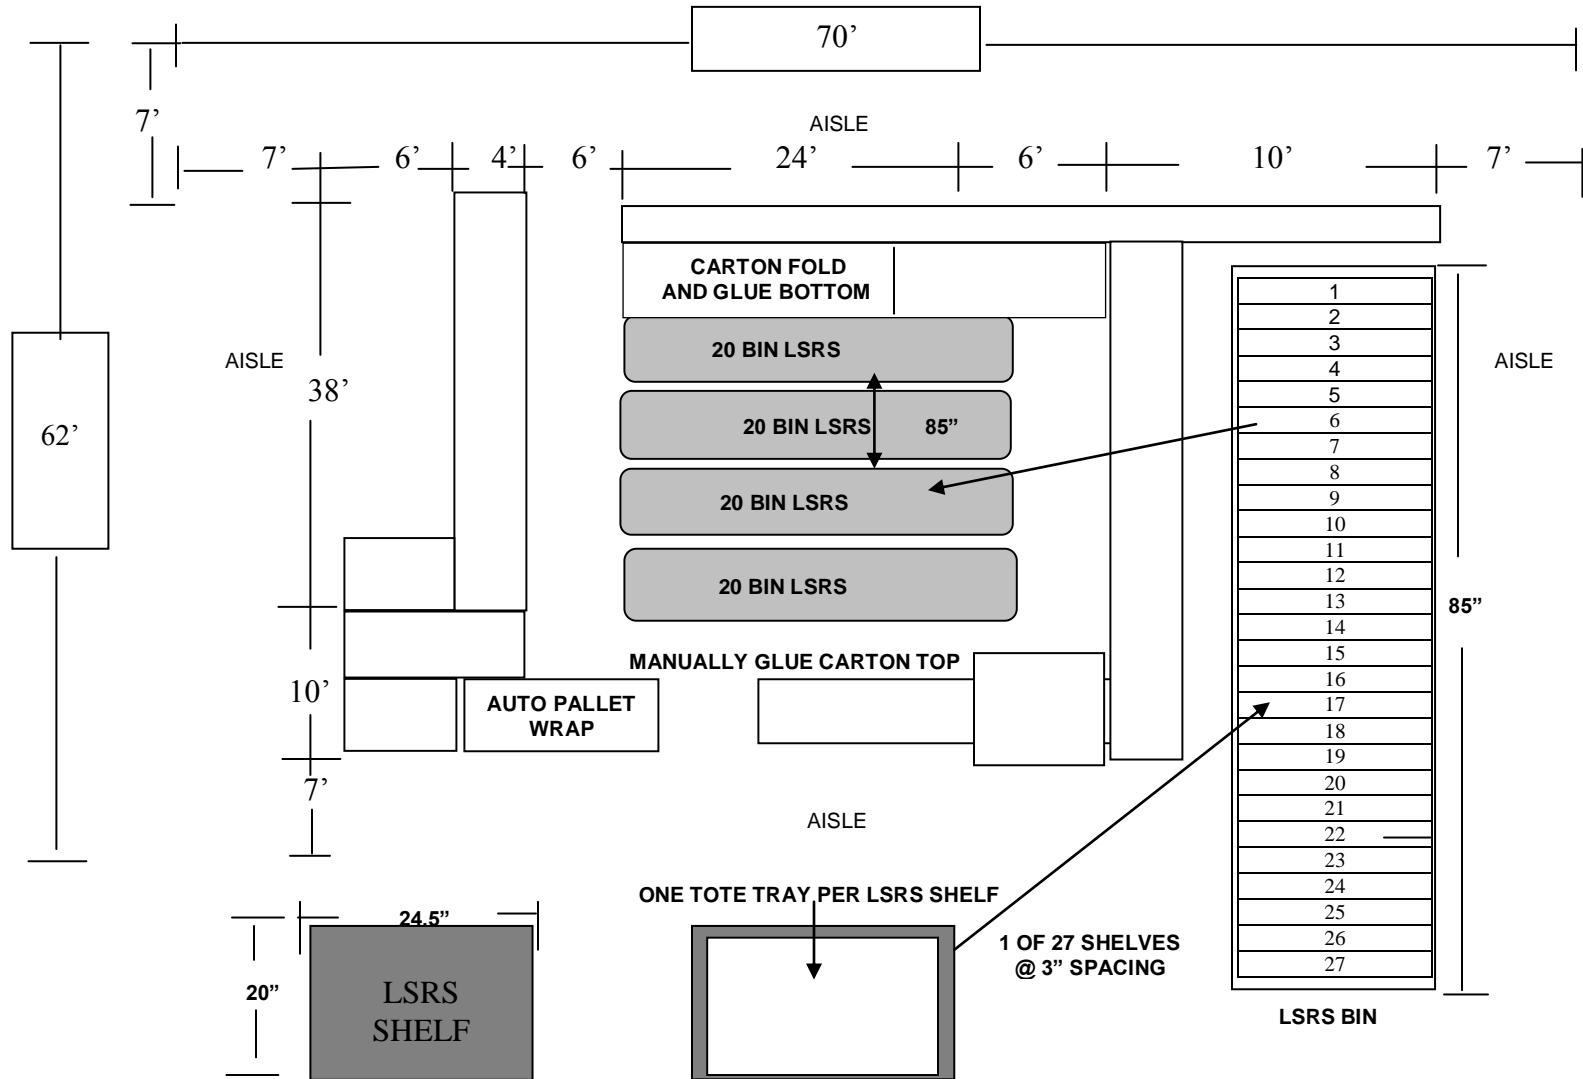 70’
7’
AISLE
7’
6’
4’
6’
24’
6’
10’
7’
CARTON FOLD
AND GLUE BOTTOM
1
2
3
4
5
6
7
8
9
10
11
12
13
14
15
16
17
18
19
20
21
22
23
24
25
26
27
20 BIN LSRS
AISLE
AISLE
38’
62’
20 BIN LSRS
85”
20 BIN LSRS
20 BIN LSRS
85”
MANUALLY GLUE CARTON TOP
10’
AUTO PALLET
WRAP
7’
AISLE
ONE TOTE TRAY PER LSRS SHELF
24.5”
1 OF 27 SHELVES
@ 3” SPACING
20”
LSRS
SHELF
LSRS BIN